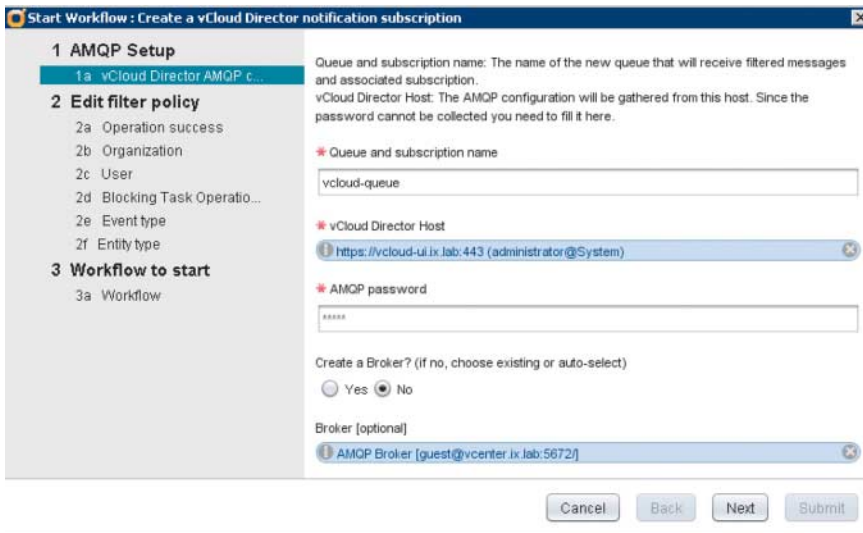 Start Workflow : Create a vCloud Director notification subscription
1 AMQP Setup
1a vCloud Director AMQP c...
2 Edit filter policy
2a Operation success
2b Organization
2c User
2d Blocking Task Operatio...
2e Event type
2f Entity type
3 Workflow to start
3a Workflow
Queue and subscription name: The name of the new queue that will receive filtered messages
and associated subscription.
vCloud Director Host: The AMQP configuration will be gathered from this host. Since the
password cannot be collected you need to fill it here.
* Queue and subscription name
vcloud-queue
* vCloud Director Host
https://vcloud-ui.ix.lab:443 (administrator@System)
* AMQP password
*****
Create a Broker? (if no, choose existing or auto-select)
Yes No
Broker [optional]
AMQP Broker [guest@vcenter.ix.lab:5672/]
Cancel Back Next Submit